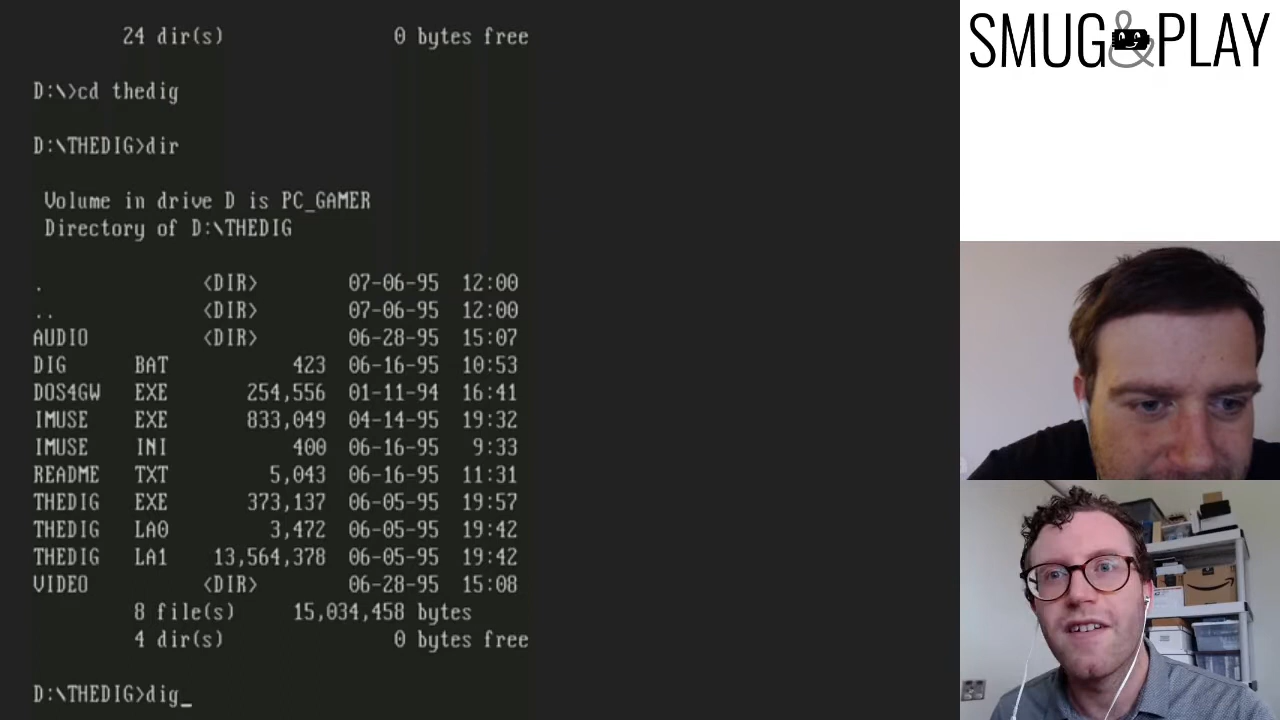 24 dir(s) 0 bytes free
D:\>cd thedig
D:\THEDIG>dir
Volume in drive D is PC_GAMER
Directory of D:\THEDIG
. <DIR> 07-06-95 12:00
.. <DIR> 07-06-95 12:00
AUDIO <DIR> 06-28-95 15:07
DIG BAT 423 06-16-95 10:53
DOS4GW EXE 254,556 01-11-94 16:41
IMUSE EXE 833,049 04-14-95 19:32
IMUSE INI 400 06-16-95 9:33
README TXT 5,043 06-16-95 11:31
THEDIG EXE 373,137 06-05-95 19:57
THEDIG LA0 3,472 06-05-95 19:42
THEDIG LA1 13,564,378 06-05-95 19:42
VIDEO <DIR> 06-28-95 15:08
8 file(s) 15,034,458 bytes
4 dir(s) 0 bytes free
D:\THEDIG>dig_
SMUG&PLAY